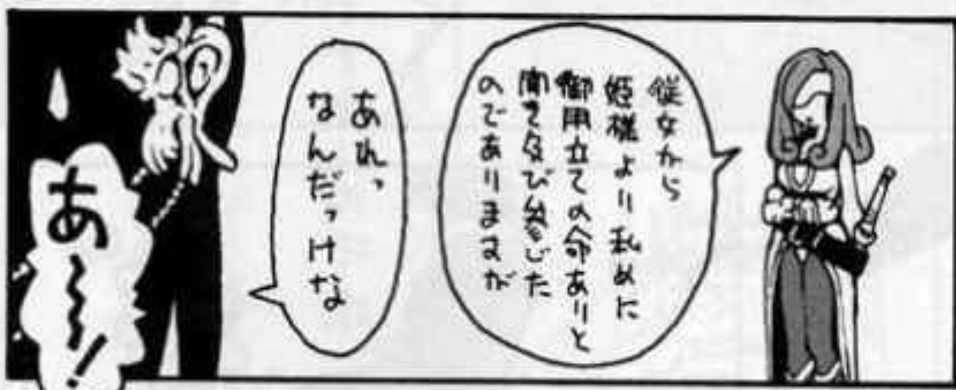 従女から
姫様より私めに
御用立ての命ありと
聞き及び参じた
のでありますが
あれっ
なんだっけな
あ〜〜!